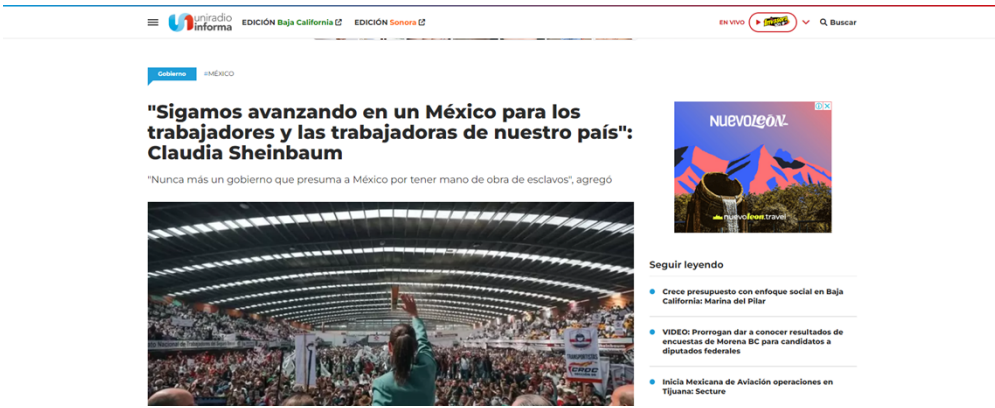 uniradio
informa
EDICIÓN Baja California
EDICIÓN Sonora
EN VIVO
Invasora
Buscar
Gobierno
#MÉXICO
"Sigamos avanzando en un México para los
trabajadores y las trabajadoras de nuestro país":
Claudia Sheinbaum
"Nunca más un gobierno que presuma a México por tener mano de obra de esclavos", agregó
TRANSPORTISTAS
CROC
NUEVOLEÓN
nuevoleon.travel
Seguir leyendo
Crece presupuesto con enfoque social en Baja
California: Marina del Pilar
VIDEO: Prorrogan dar a conocer resultados de
encuestas de Morena BC para candidatos a
diputados federales
Inicia Mexicana de Aviación operaciones en
Tijuana: Secture